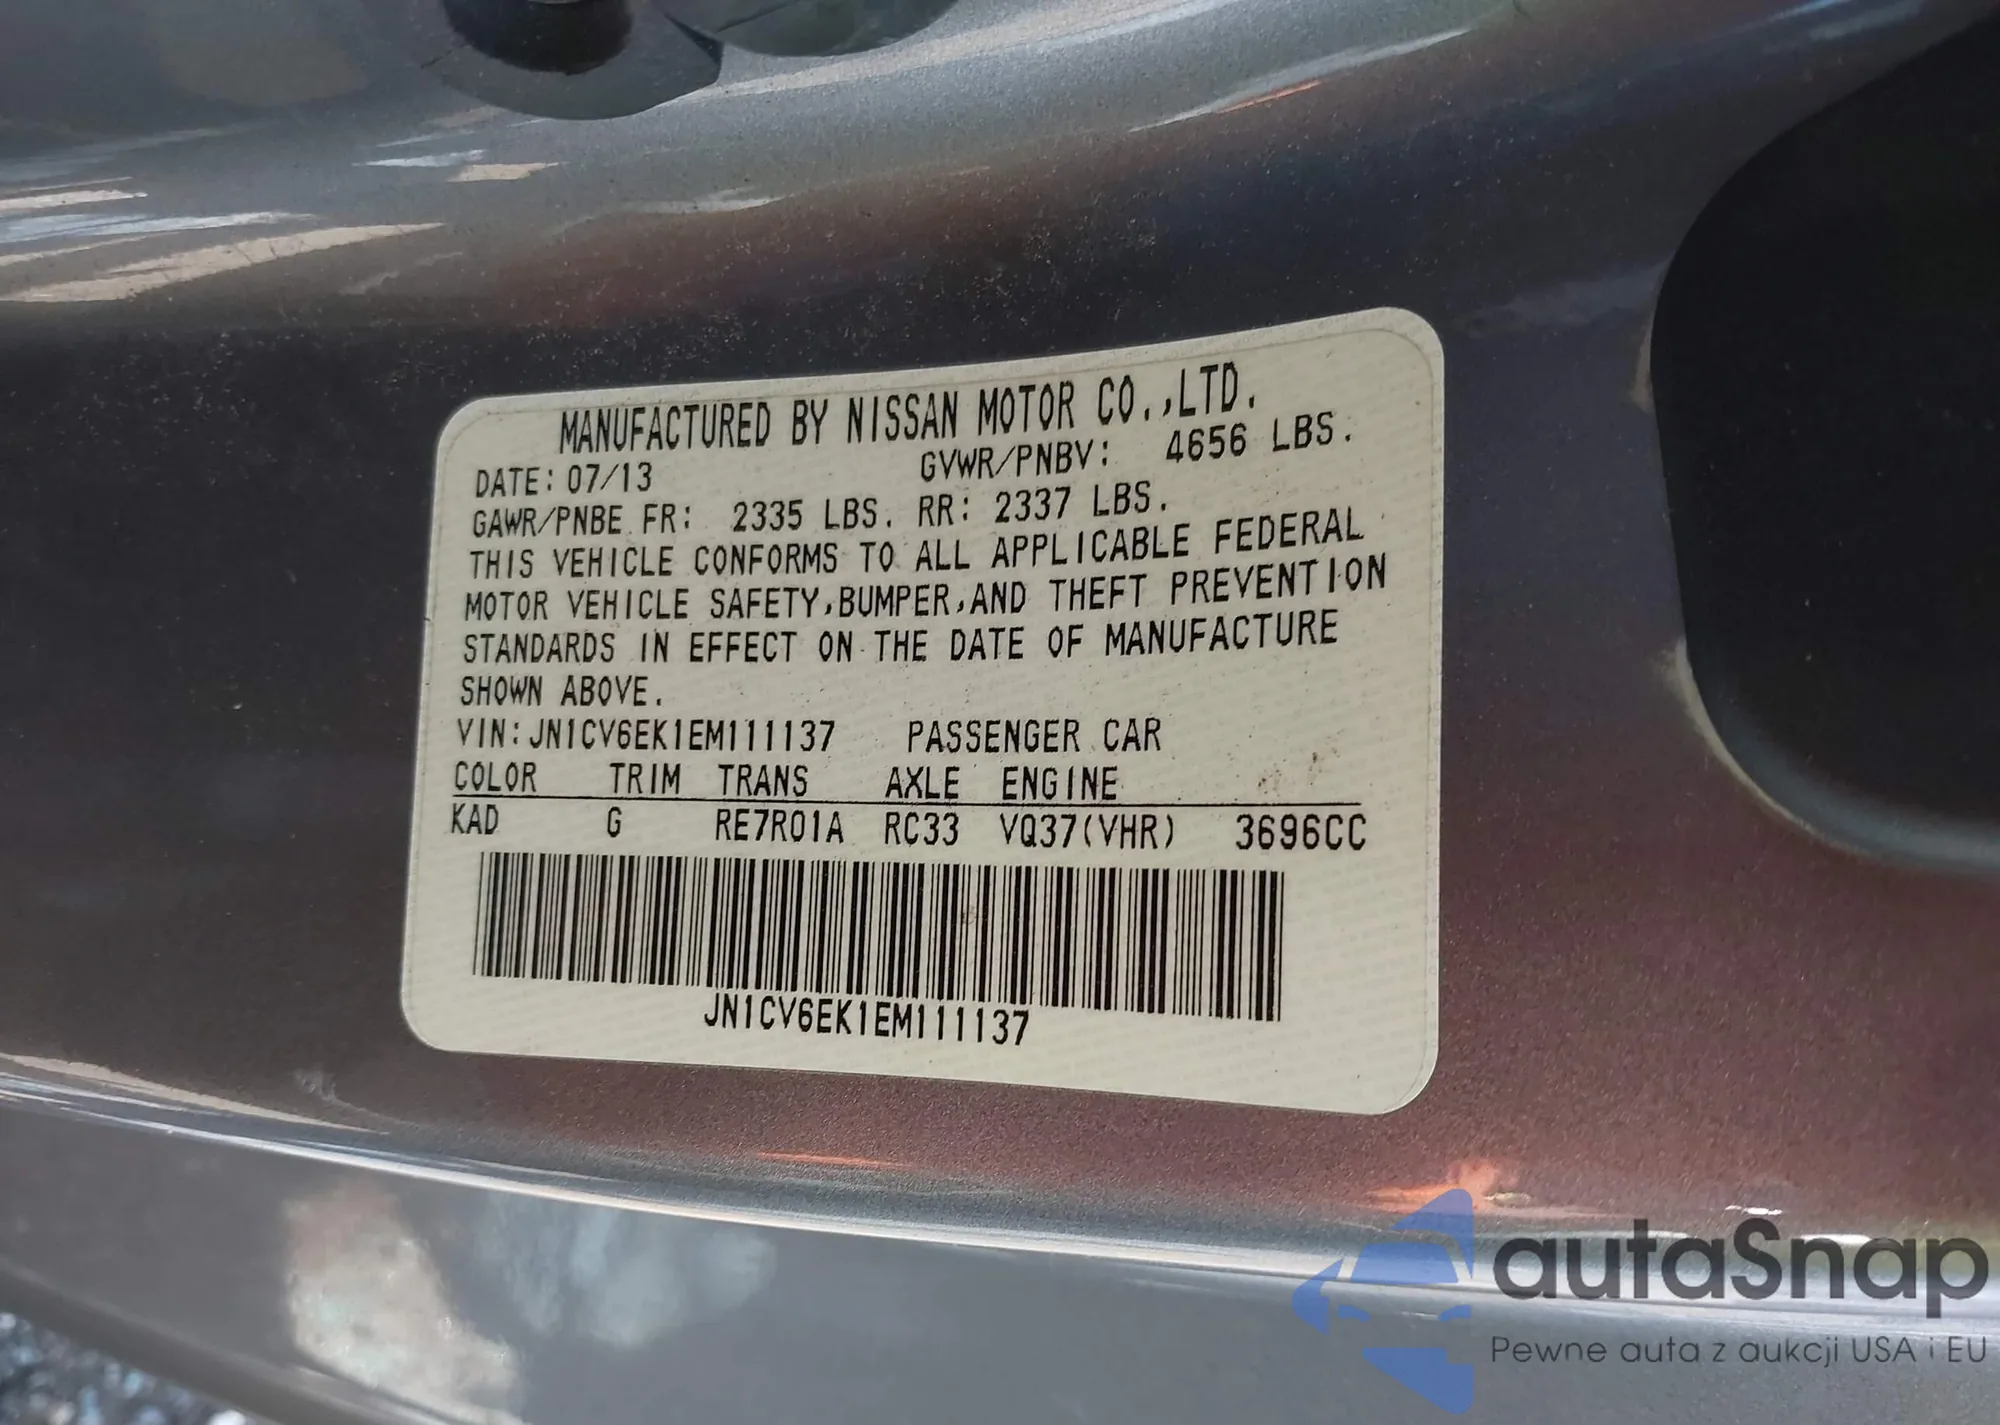 MANUFACTURED BY NISSAN MOTOR CO.,LTD.
DATE: 07/13 GVWR/PNBV: 4656 LBS.
GAWR/PNBE FR: 2335 LBS. RR: 2337 LBS.
THIS VEHICLE CONFORMS TO ALL APPLICABLE FEDERAL
MOTOR VEHICLE SAFETY,BUMPER,AND THEFT PREVENTION
STANDARDS IN EFFECT ON THE DATE OF MANUFACTURE
SHOWN ABOVE.
VIN:JN1CV6EK1EM111137 PASSENGER CAR
COLOR TRIM TRANS AXLE ENGINE
KAD G RE7R01A RC33 VQ37(VHR) 3696CC
JN1CV6EK1EM111137
autaSnap
Pewne auta z aukcji USA i EU